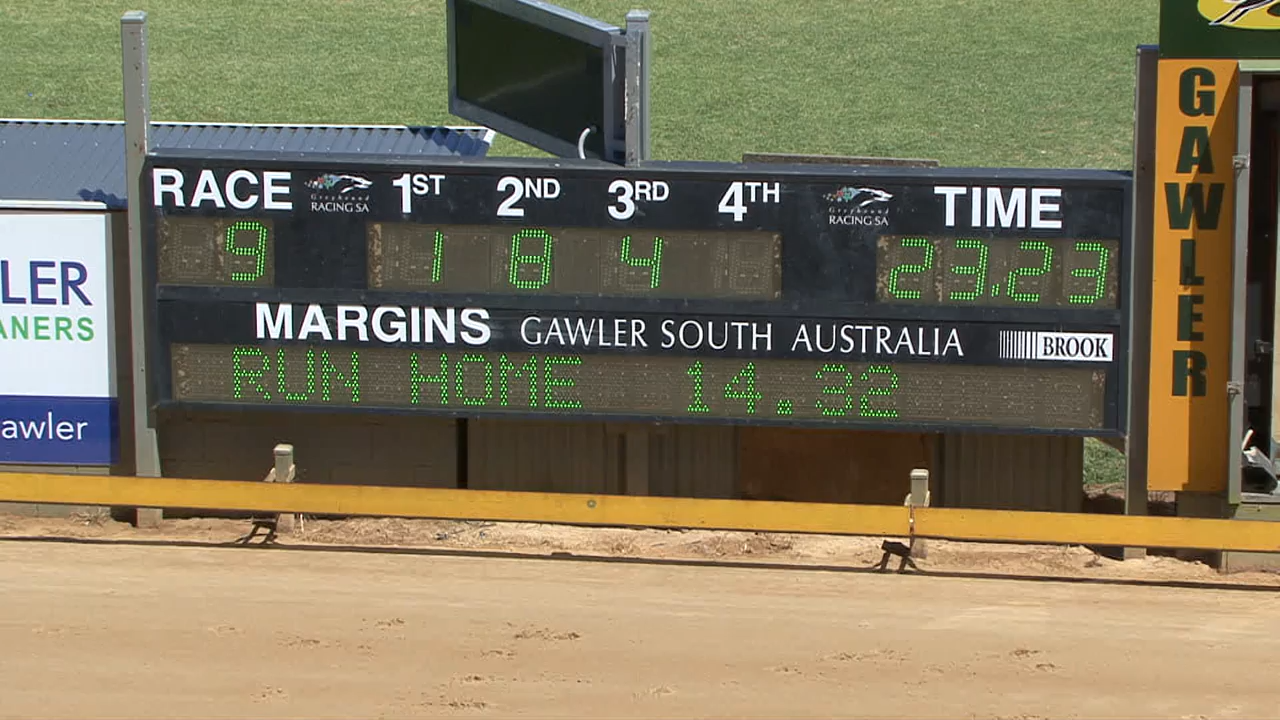 RACE 1ST 2ND 3RD 4TH TIME
Greyhound RACING SA
Greyhound RACING SA
9 1 8 4 23.23
MARGINS GAWLER SOUTH AUSTRALIA BROOK
RUN HOME 14.32
LER
ANERS
awler
GAWLER